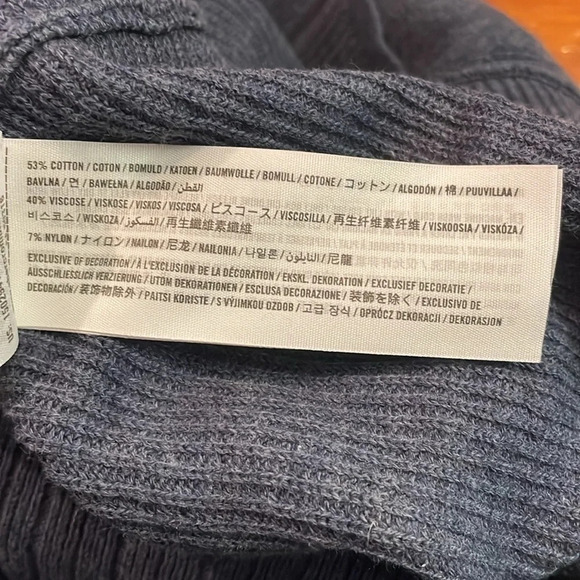 53% COTTON / COTON / BOMULD / KATOEN / BAUMWOLLE / BOMULL / COTONE / コットン / ALGODÓN / 棉 / PUUVILLAA /
BAVLNA / 면 / BAWEŁNA / ALGODÃO / القطن
40% VISCOSE / VISKOSE / VISKOS / VISCOSA / ビスコース / VISCOSILLA / 再生纤维素纤维 / VISKOOSIA / VISKÓZA /
비스코스 / WISKOZA / الفسكوز / 再生纖維素纖維
7% NYLON / ナイロン / NAILON / 尼龙 / NAILONIA / 나일론 / النايلون / 尼龍
EXCLUSIVE OF DECORATION / À L'EXCLUSION DE LA DÉCORATION / EKSKL. DEKORATION / EXCLUSIEF DECORATIE /
AUSSCHLIESSLICH VERZIERUNG / UTOM DEKORATIONEN / ESCLUSA DECORAZIONE / 装飾を除く / EXCLUSIVO DE
DECORACIÓN / 装饰物除外 / PAITSI KORISTE / S VÝJIMKOU OZDOB / 고급 장식 / OPRÓCZ DEKORACJI / DEKORASION